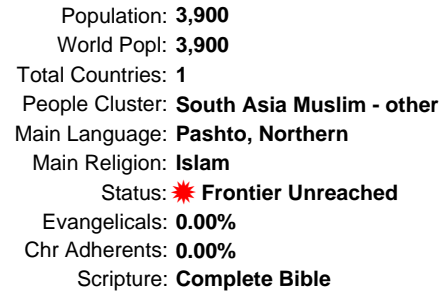 Population: 3,900
World Popl: 3,900
Total Countries: 1
People Cluster: South Asia Muslim - other
Main Language: Pashto, Northern
Main Religion: Islam
Status: Frontier Unreached
Evangelicals: 0.00%
Chr Adherents: 0.00%
Scripture: Complete Bible